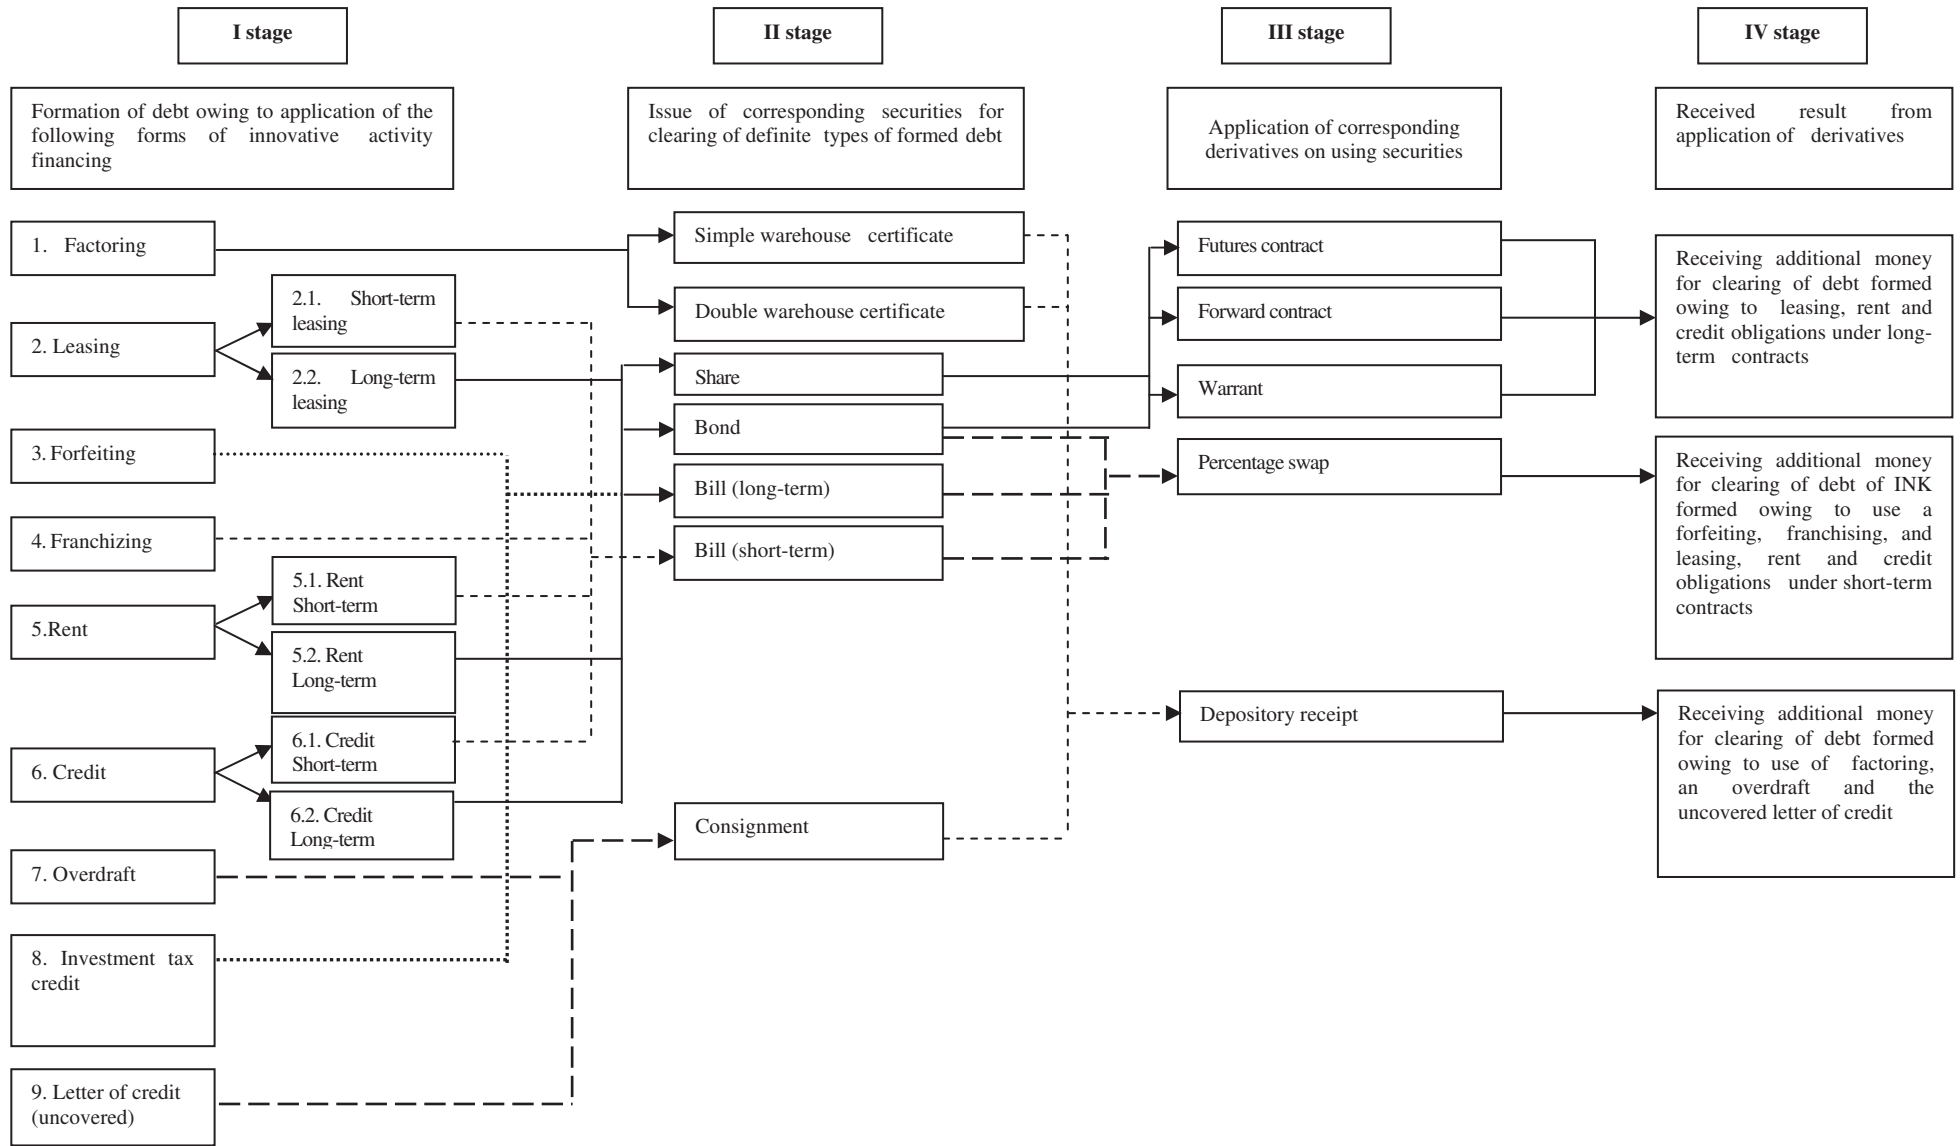 I stage
II stage
III stage
IV stage
Formation of debt owing to application of the
following forms of innovative activity
financing
Issue of corresponding securities for
clearing of definite types of formed debt
Application of corresponding
derivatives on using securities
Received result from
application of derivatives
1. Factoring
2. Leasing
2.1. Short-term
leasing
2.2. Long-term
leasing
3. Forfeiting
4. Franchizing
5.Rent
5.1. Rent
Short-term
5.2. Rent
Long-term
6. Credit
6.1. Credit
Short-term
6.2. Credit
Long-term
7. Overdraft
8. Investment tax
credit
9. Letter of credit
(uncovered)
Simple warehouse certificate
Double warehouse certificate
Share
Bond
Bill (long-term)
Bill (short-term)
Consignment
Futures contract
Forward contract
Warrant
Percentage swap
Depository receipt
Receiving additional money
for clearing of debt formed
owing to leasing, rent and
credit obligations under long-
term contracts
Receiving additional money
for clearing of debt of INK
formed owing to use a
forfeiting, franchising, and
leasing, rent and credit
obligations under short-term
contracts
Receiving additional money
for clearing of debt formed
owing to use of factoring,
an overdraft and the
uncovered letter of credit